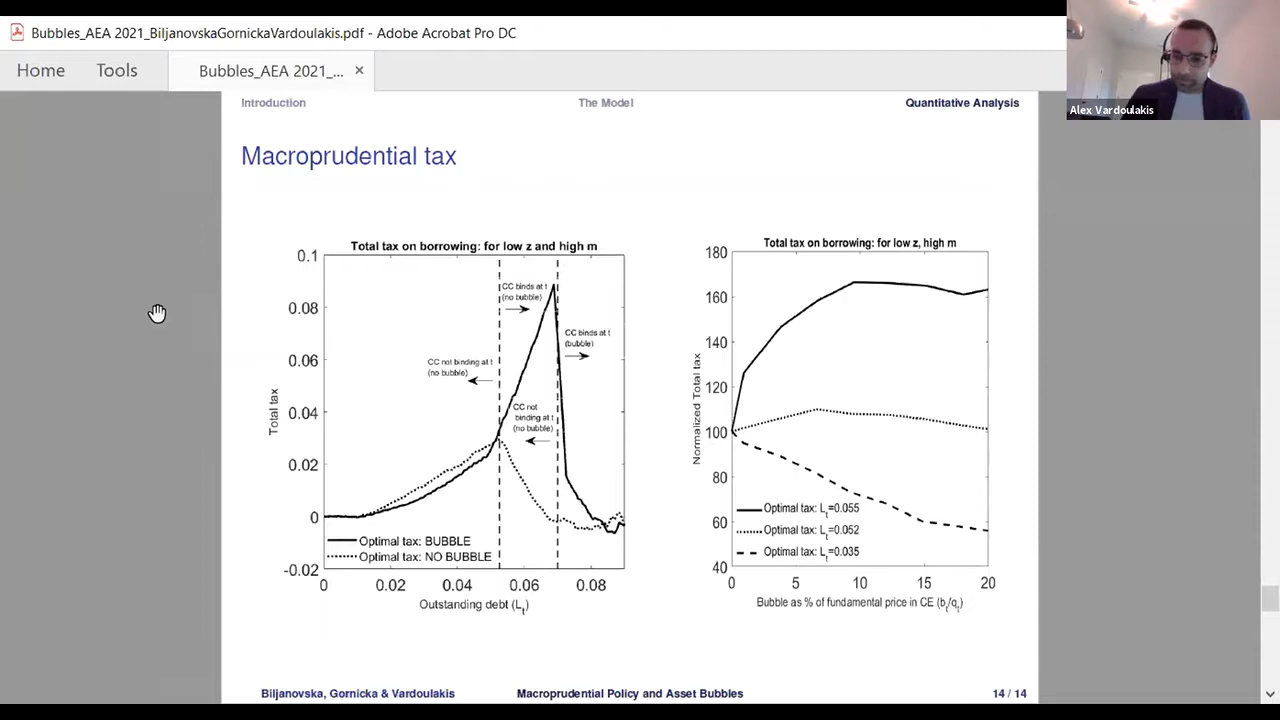 Bubbles_AEA 2021_BiljanovskaGornickaVardoulakis.pdf - Adobe Acrobat Pro DC
Home
Tools
Bubbles_AEA 2021_... ×
Alex Vardoulakis
Introduction
The Model
Quantitative Analysis
Macroprudential tax
Total tax on borrowing: for low z and high m
0.1
0.08
0.06
0.04
0.02
0
-0.02
Total tax
CC binds at t
(no bubble)
CC binds at t
(bubble)
CC not binding at t
(no bubble)
CC not
binding at t
(no bubble)
Optimal tax: BUBBLE
Optimal tax: NO BUBBLE
0 0.02 0.04 0.06 0.08
Outstanding debt (Lt)
Total tax on borrowing: for low z, high m
180
160
140
120
100
80
60
40
Normalized Total tax
Optimal tax: Lt=0.055
Optimal tax: Lt=0.052
Optimal tax: Lt=0.035
0 5 10 15 20
Bubble as % of fundamental price in CE (bt/qt)
Biljanovska, Gornicka & Vardoulakis
Macroprudential Policy and Asset Bubbles
14 / 14